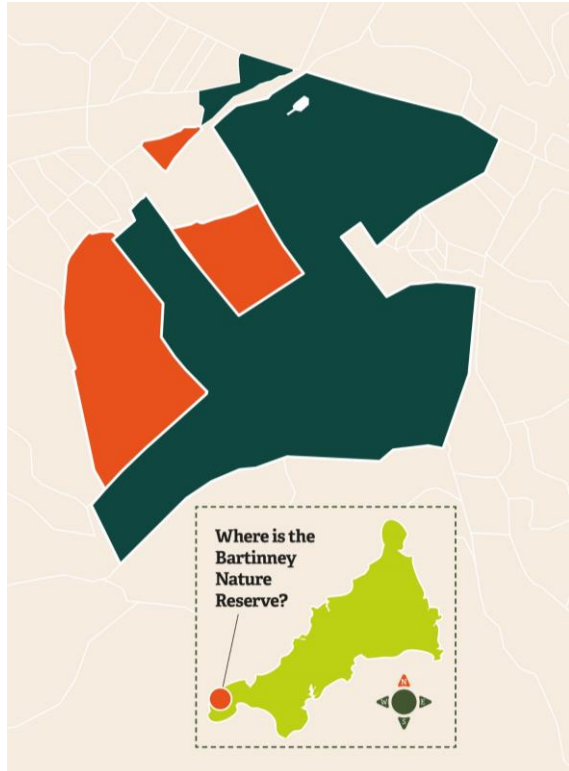 Where is the
Bartinney
Nature
Reserve?
N
W E
S